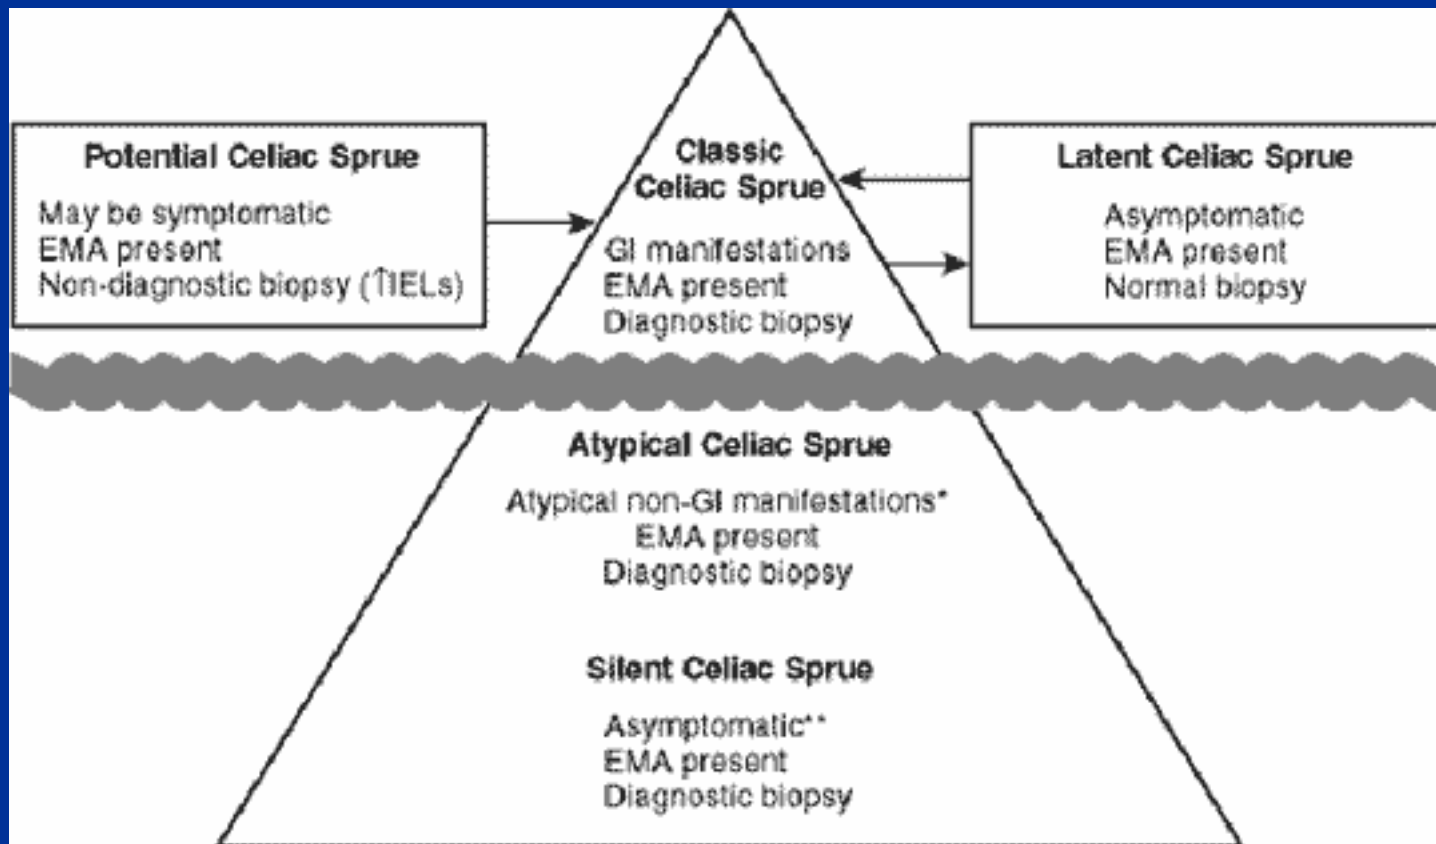 Potential Celiac Sprue
May be symptomatic
EMA present
Non-diagnostic biopsy (↑IELs)
Classic
Celiac Sprue
GI manifestations
EMA present
Diagnostic biopsy
Latent Celiac Sprue
Asymptomatic
EMA present
Normal biopsy
Atypical Celiac Sprue
Atypical non-GI manifestations*
EMA present
Diagnostic biopsy
Silent Celiac Sprue
Asymptomatic**
EMA present
Diagnostic biopsy